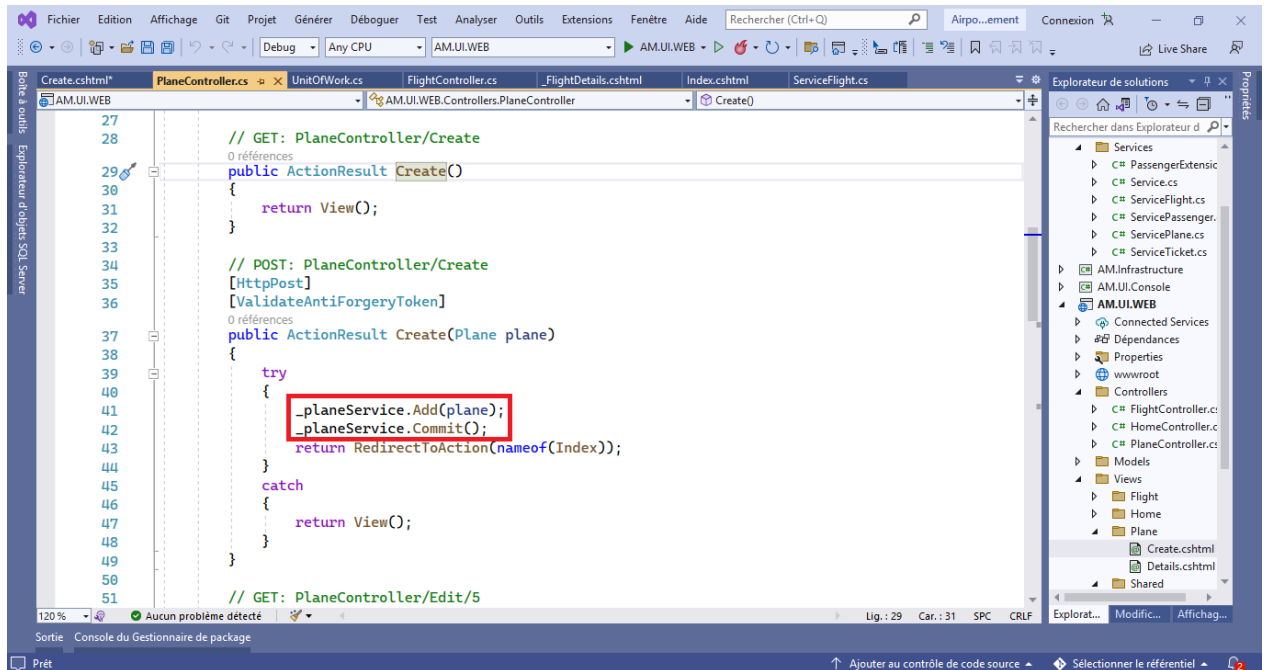 Fichier Edition Affichage Git Projet Générer Déboguer Test Analyser Outils Extensions Fenêtre Aide Rechercher (Ctrl+Q) Airpo...ement Connexion
Debug Any CPU AM.UI.WEB AM.UI.WEB Live Share
Create.cshtml* PlaneController.cs UnitOfWork.cs FlightController.cs _FlightDetails.cshtml Index.cshtml ServiceFlight.cs
AM.UI.WEB AM.UI.WEB.Controllers.PlaneController Create()
Boîte à outils
Explorateur d'objets SQL Server
27
28 // GET: PlaneController/Create
0 références
29 public ActionResult Create()
30 {
31 return View();
32 }
33
34 // POST: PlaneController/Create
35 [HttpPost]
36 [ValidateAntiForgeryToken]
0 références
37 public ActionResult Create(Plane plane)
38 {
39 try
40 {
41 _planeService.Add(plane);
42 _planeService.Commit();
43 return RedirectToAction(nameof(Index));
44 }
45 catch
46 {
47 return View();
48 }
49 }
50
51 // GET: PlaneController/Edit/5
120 % Aucun problème détecté Lig. : 29 Car. : 31 SPC CRLF
Sortie Console du Gestionnaire de package
Prêt Ajouter au contrôle de code source Sélectionner le référentiel 2
Explorateur de solutions
Rechercher dans Explorateur d
Services
C# PassengerExtensic
C# Service.cs
C# ServiceFlight.cs
C# ServicePassenger.
C# ServicePlane.cs
C# ServiceTicket.cs
AM.Infrastructure
AM.UI.Console
AM.UI.WEB
Connected Services
Dépendances
Properties
wwwroot
Controllers
C# FlightController.c
C# HomeController.c
C# PlaneController.c
Models
Views
Flight
Home
Plane
Create.cshtml
Details.cshtml
Shared
Explorat... Modific... Affichag...
Propriétés